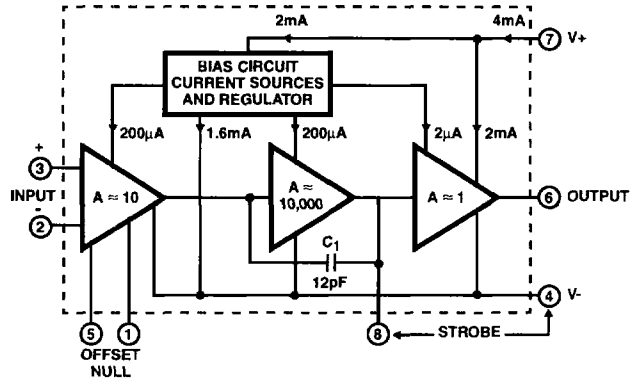 2mA
4mA
7 V+
BIAS CIRCUIT
CURRENT SOURCES
AND REGULATOR
200µA
1.6mA
200µA
2µA
2mA
+
3
INPUT
-
2
A ≈ 10
A ≈
10,000
A ≈ 1
6 OUTPUT
C1
12pF
4 V-
5
1
8
STROBE
OFFSET
NULL